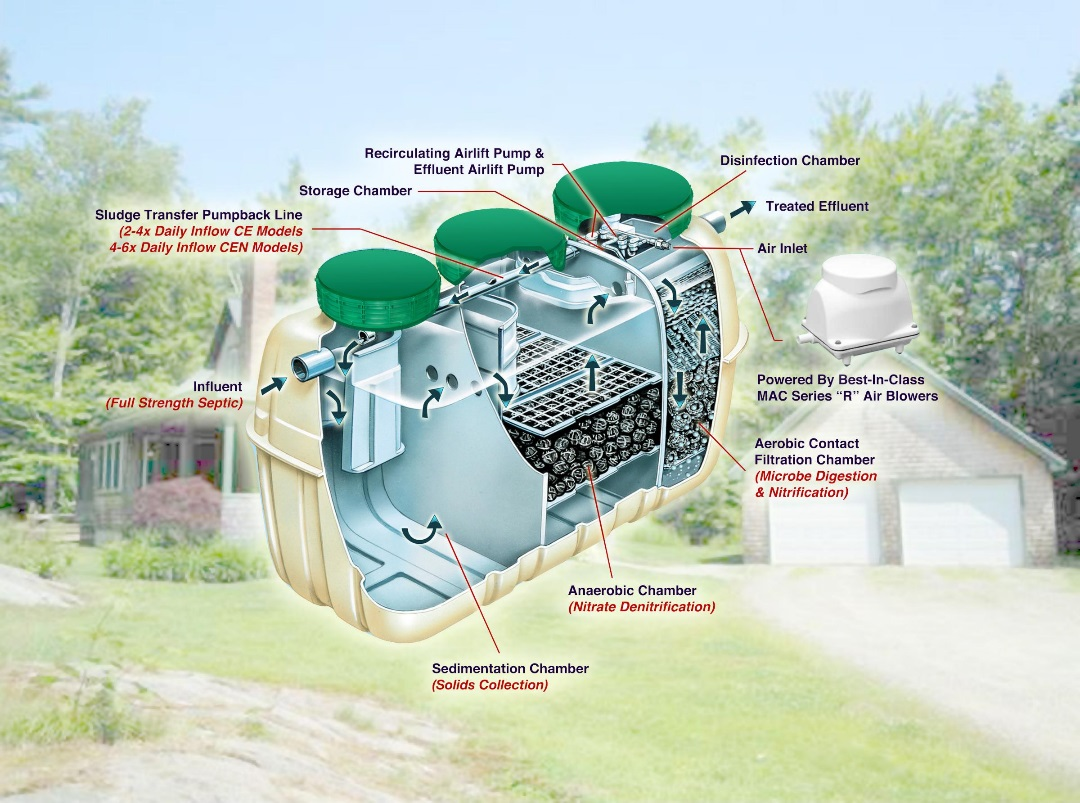 Recirculating Airlift Pump &
Effluent Airlift Pump
Disinfection Chamber
Storage Chamber
Treated Effluent
Sludge Transfer Pumpback Line
(2-4x Daily Inflow CE Models
4-6x Daily Inflow CEN Models)
Air Inlet
Influent
(Full Strength Septic)
Powered By Best-In-Class
MAC Series “R” Air Blowers
Aerobic Contact
Filtration Chamber
(Microbe Digestion
& Nitrification)
Anaerobic Chamber
(Nitrate Denitrification)
Sedimentation Chamber
(Solids Collection)